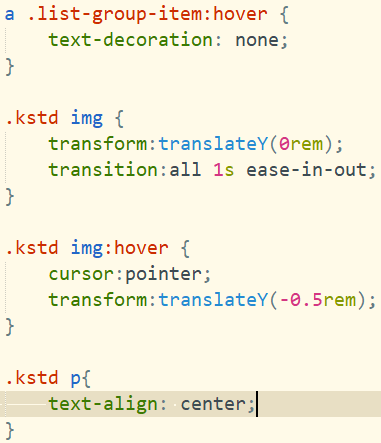 a .list-group-item:hover {
    text-decoration: none;
}

.kstd img {
    transform:translateY(0rem);
    transition:all 1s ease-in-out;
}

.kstd img:hover {
    cursor:pointer;
    transform:translateY(-0.5rem);
}

.kstd p{
    text-align: center;
}